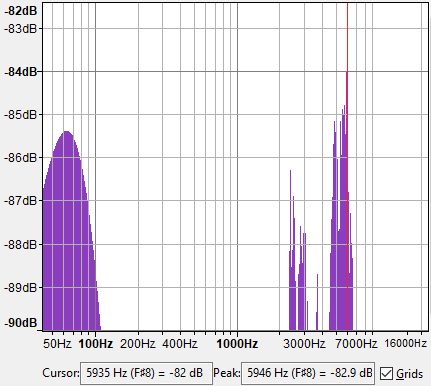 -82dB
-83dB
-84dB
-85dB
-86dB
-87dB
-88dB
-89dB
-90dB
50Hz 100Hz 200Hz 400Hz 1000Hz 3000Hz 7000Hz 16000Hz
Cursor: 5935 Hz (F#8) = -82 dB Peak: 5946 Hz (F#8) = -82.9 dB Grids